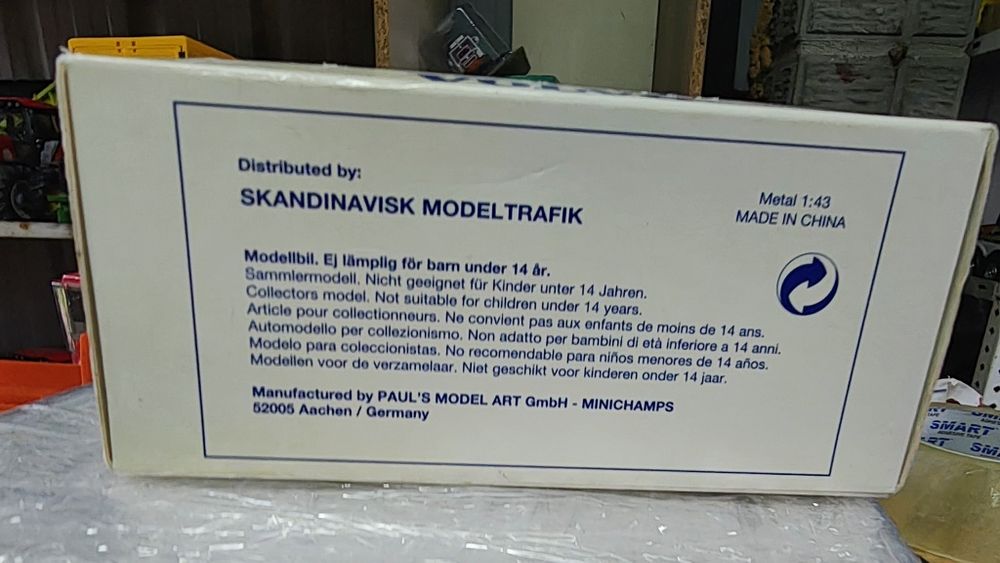 Distributed by:
SKANDINAVISK MODELTRAFIK
Metal 1:43
MADE IN CHINA
Modellbil. Ej lämplig för barn under 14 år.
Sammlermodell. Nicht geeignet für Kinder unter 14 Jahren.
Collectors model. Not suitable for children under 14 years.
Article pour collectionneurs. Ne convient pas aux enfants de moins de 14 ans.
Automodello per collezionismo. Non adatto per bambini di età inferiore a 14 anni.
Modelo para coleccionistas. No recomendable para niños menores de 14 años.
Modellen voor de verzamelaar. Niet geschikt voor kinderen onder 14 jaar.
Manufactured by PAUL'S MODEL ART GmbH - MINICHAMPS
52005 Aachen / Germany
SMART
ADHESIVE TAPE